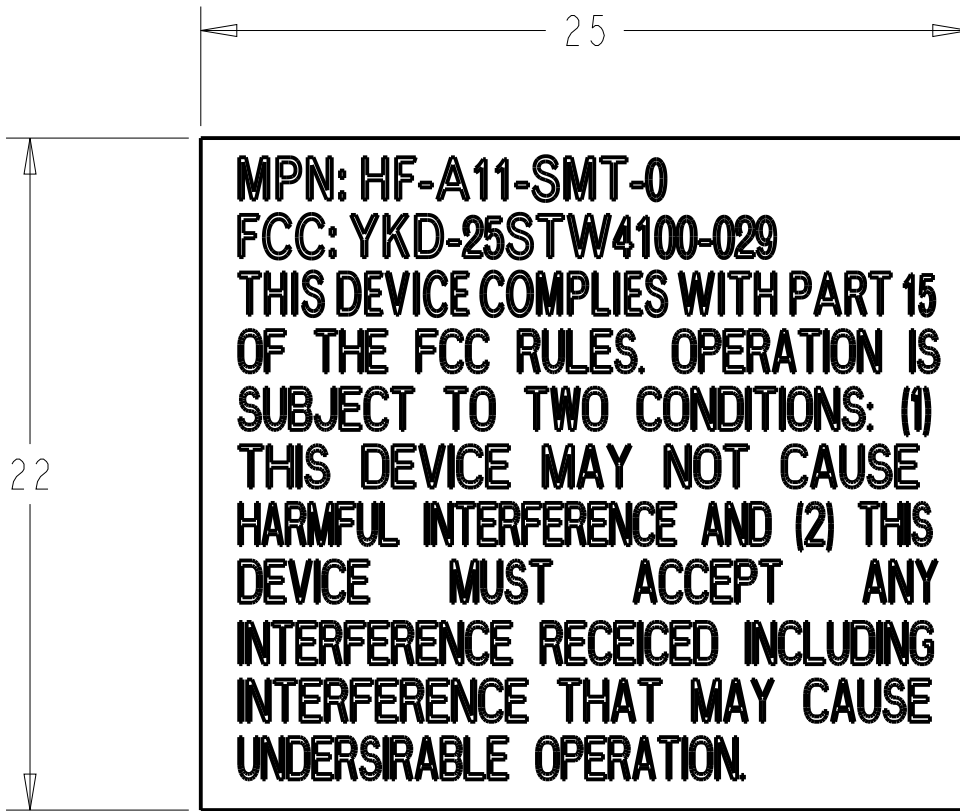 25
22
MPN: HF-A11-SMT-0
FCC: YKD-25STW4100-029
THIS DEVICE COMPLIES WITH PART 15
OF THE FCC RULES. OPERATION IS
SUBJECT TO TWO CONDITIONS: (1)
THIS DEVICE MAY NOT CAUSE
HARMFUL INTERFERENCE AND (2) THIS
DEVICE MUST ACCEPT ANY
INTERFERENCE RECEICED INCLUDING
INTERFERENCE THAT MAY CAUSE
UNDERSIRABLE OPERATION.